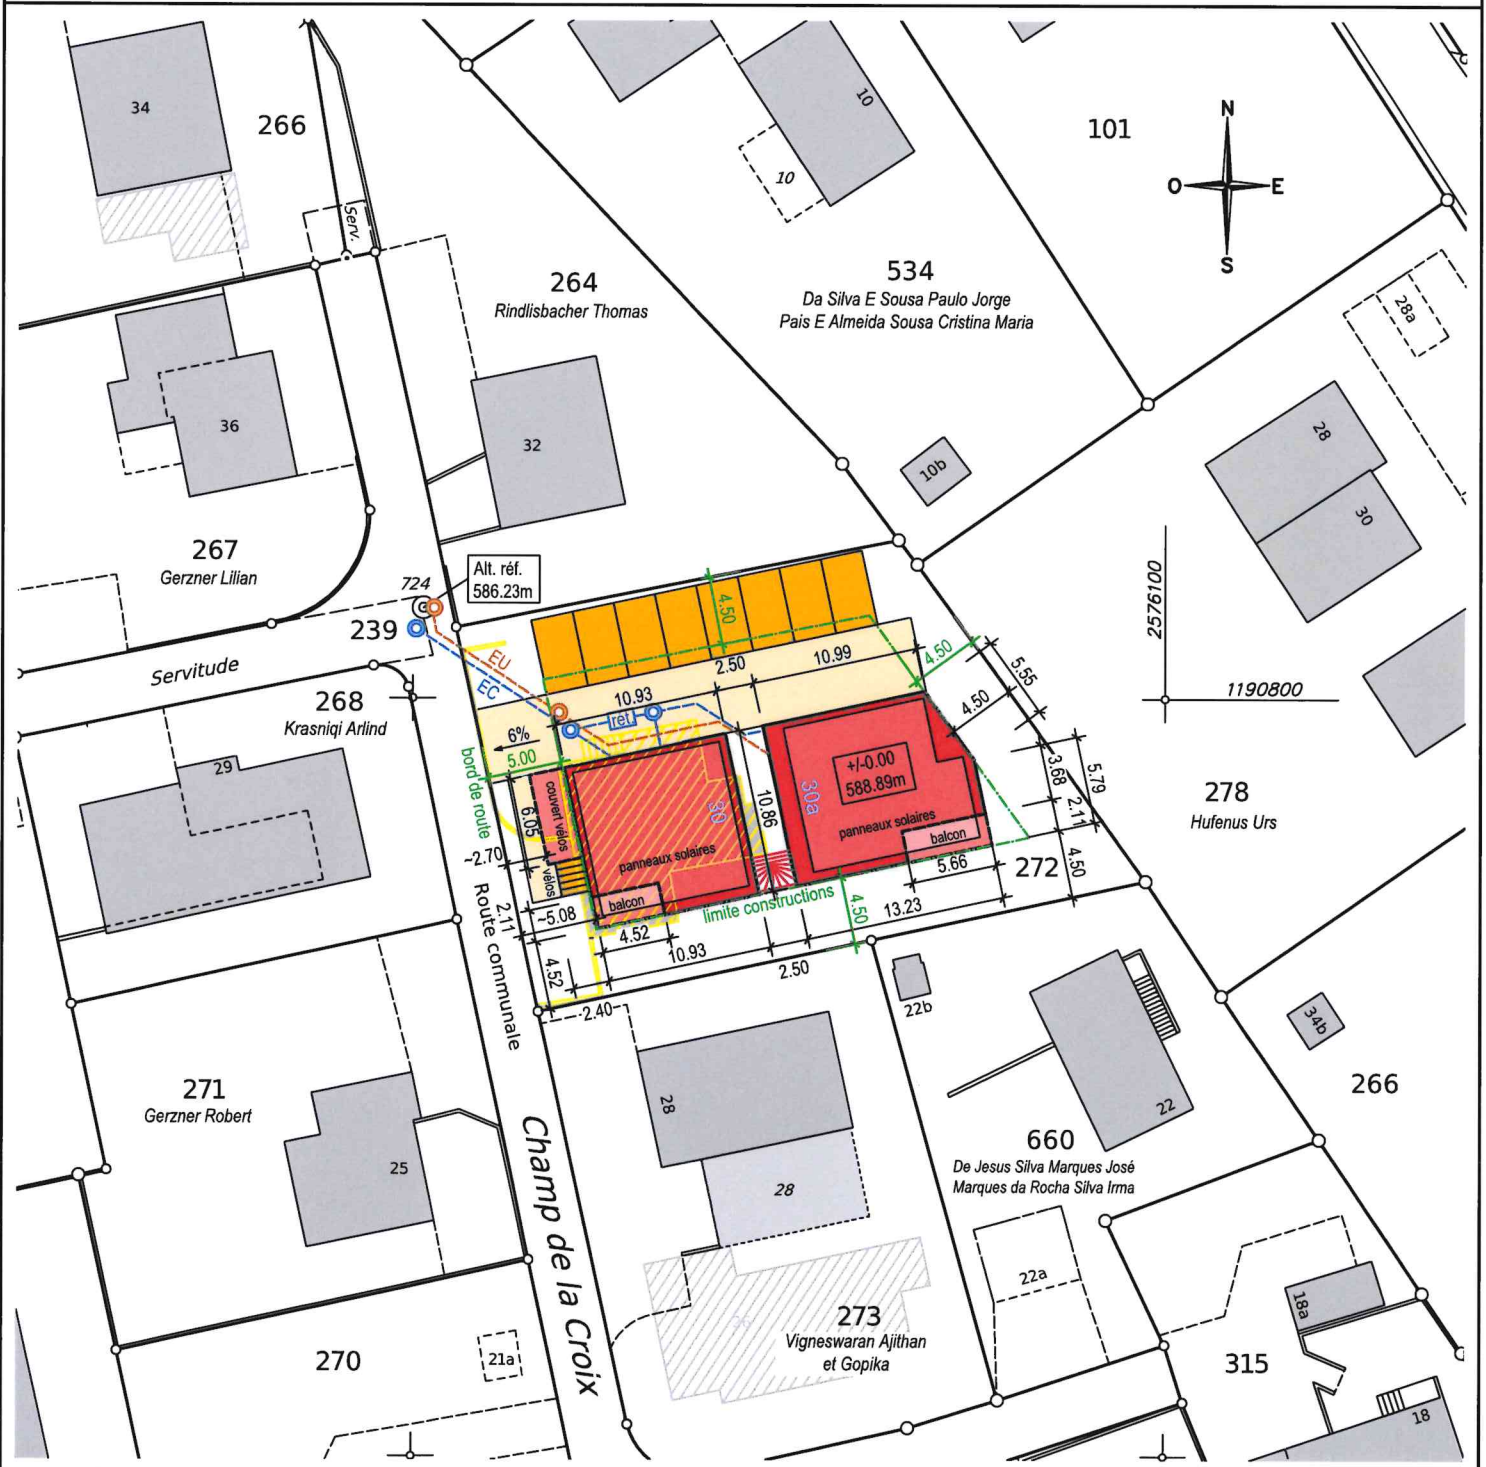 34
266
Serv.
10
10
101
N
O
E
S
264
Rindlisbacher Thomas
534
Da Silva E Sousa Paulo Jorge
Pais E Almeida Sousa Cristina Maria
28a
36
32
10b
28
30
267
Gerzner Lilian
724
Alt. réf.
586.23m
239
Servitude
EU
EC
4.50
2.50
10.99
4.50
5.55
4.50
2576100
1190800
268
Krasniqi Arlind
29
10.93
ret.
6%
5.00
bord de route
couvert vélos
6.05
~2.70
vélos
2.11
~5.08
30
panneaux solaires
balcon
4.52
10.86
30a
+/-0.00
588.89m
panneaux solaires
balcon
5.66
272
3.68
5.79
2.11
4.50
278
Hufenus Urs
limite constructions
4.50
13.23
10.93
2.50
4.52
2.40
Route communale
22b
34b
266
271
Gerzner Robert
25
28
28
22
660
De Jesus Silva Marques José
Marques da Rocha Silva Irma
Champ de la Croix
22a
26
273
Vigneswaran Ajithan
et Gopika
18a
315
18
270
21a